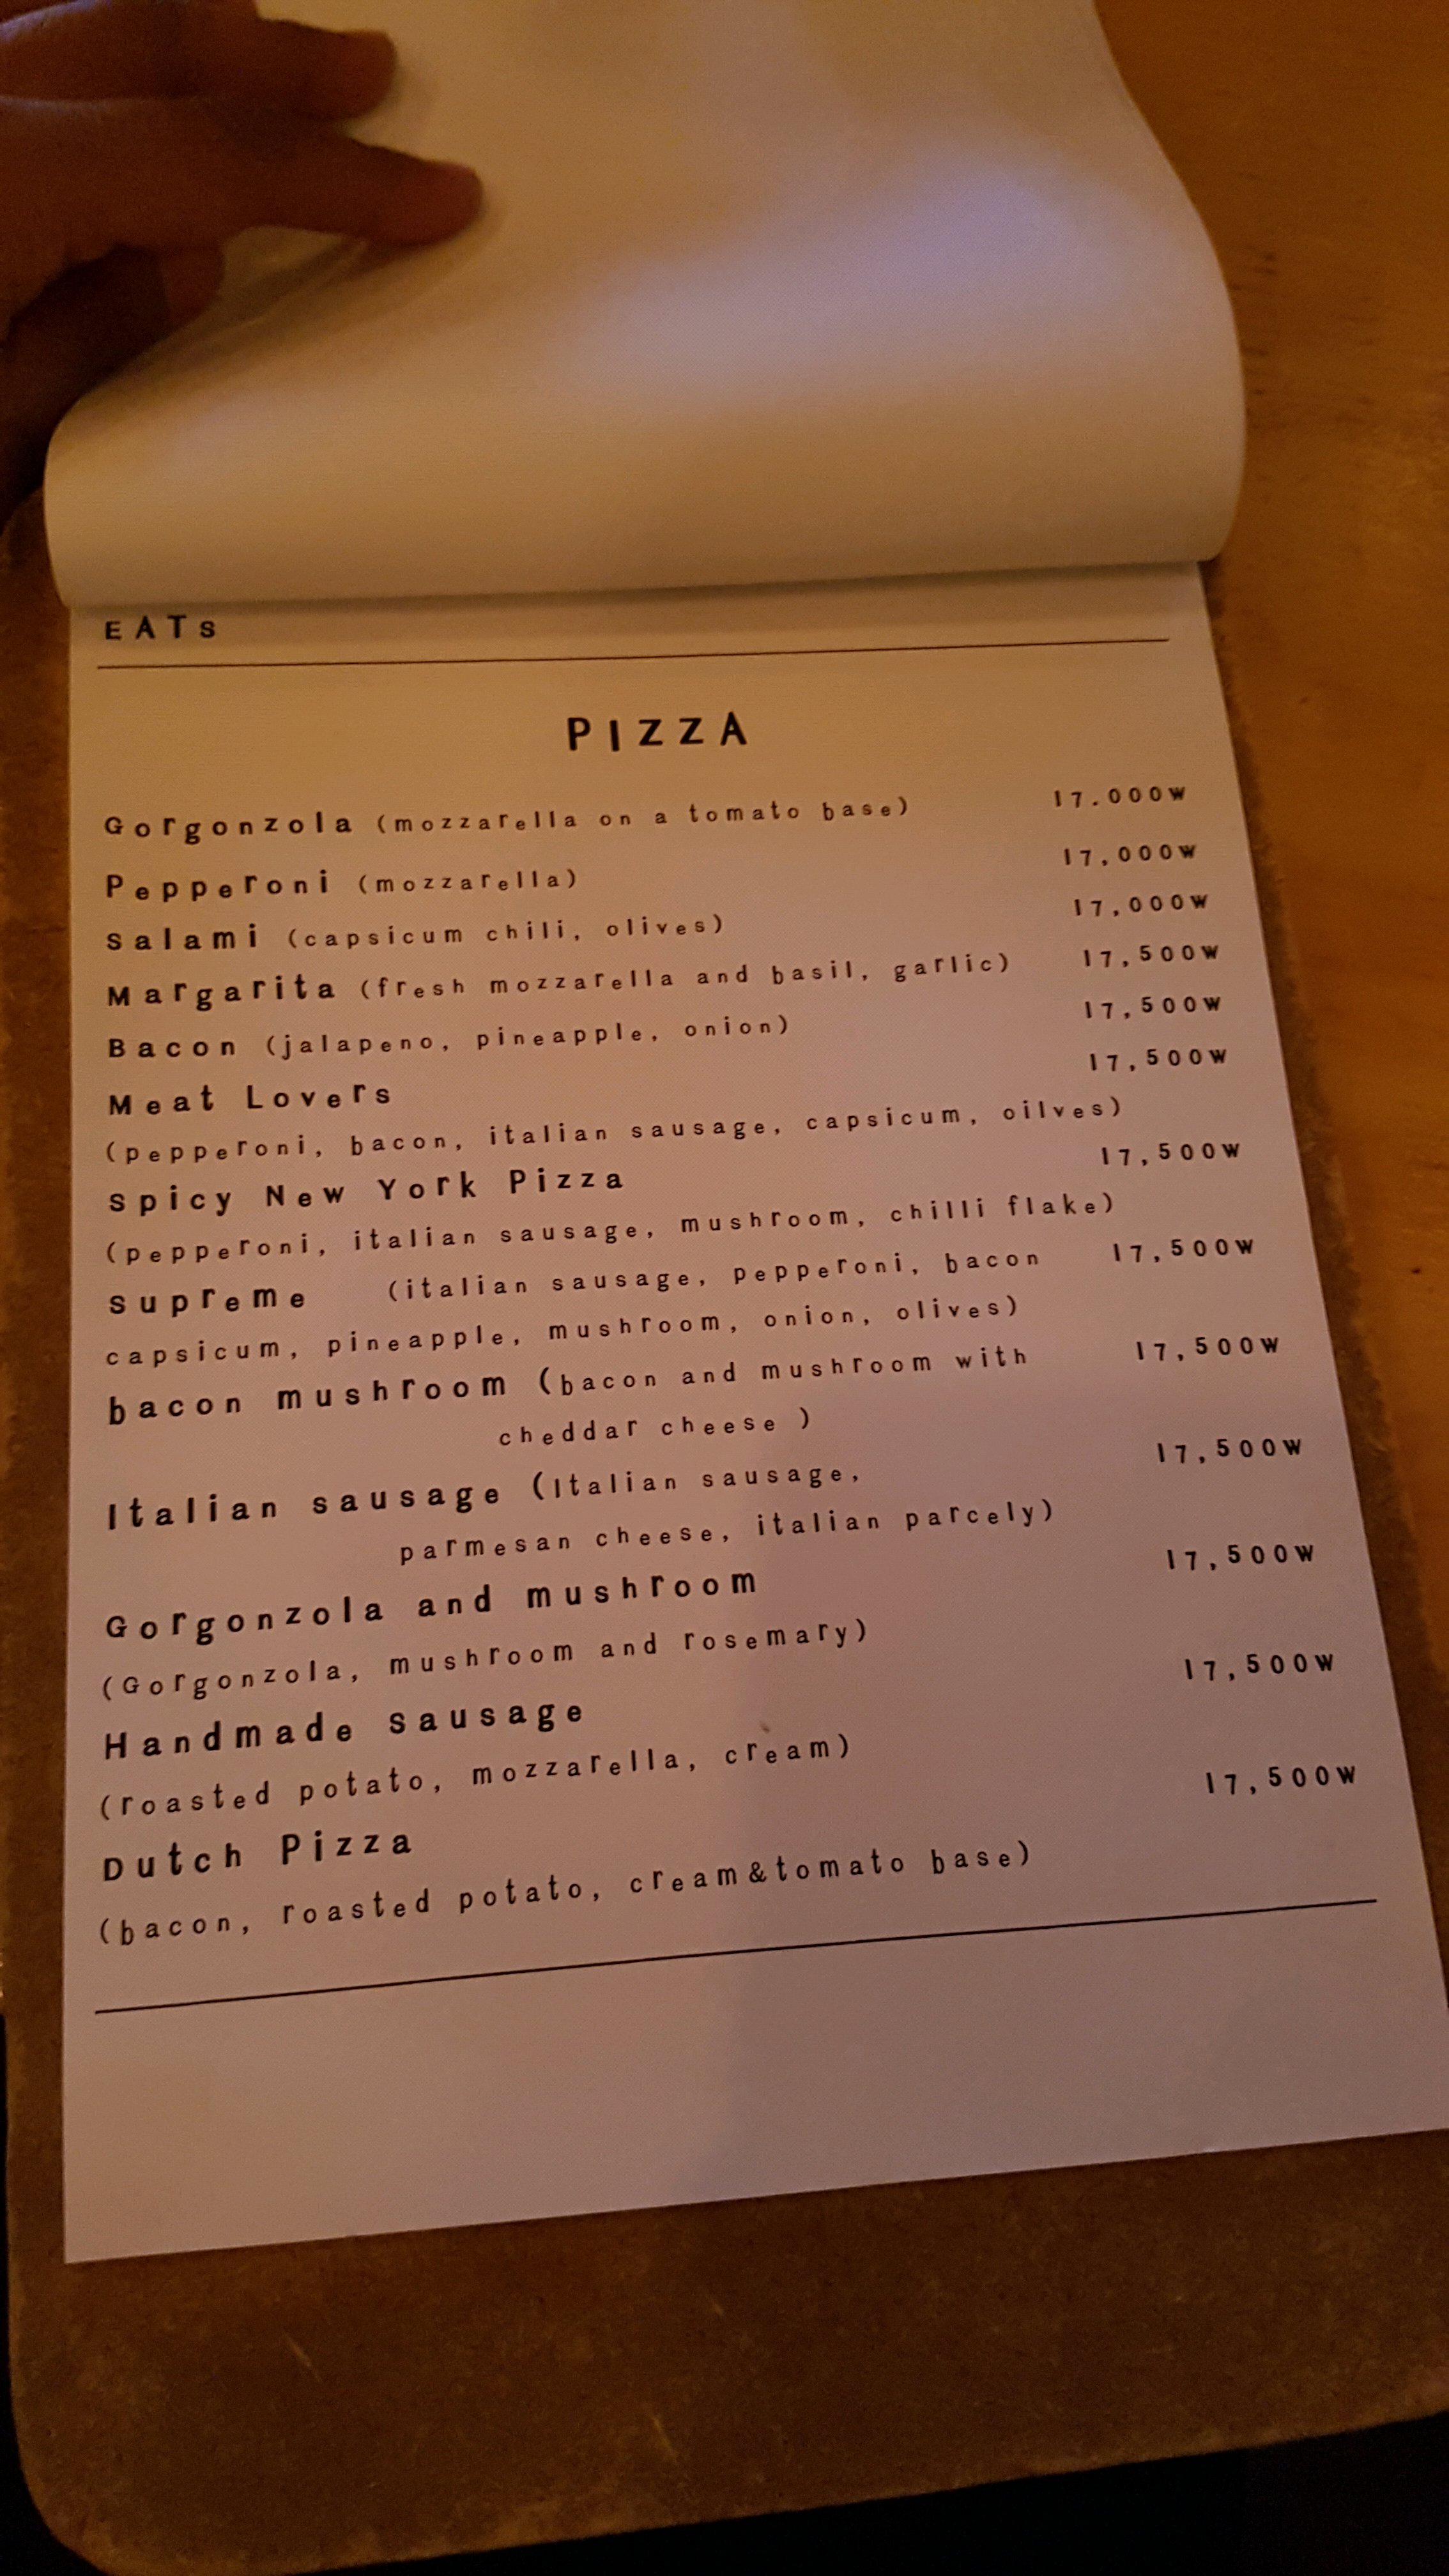 EATs
PIZZA
Gorgonzola (mozzarella on a tomato base) 17.000W
Pepperoni (mozzarella) 17,000W
Salami (capsicum chili, olives) 17,000W
Margarita (fresh mozzarella and basil, garlic) 17,500W
Bacon (jalapeno, pineapple, onion) 17,500W
Meat Lovers 17,500W
(pepperoni, bacon, italian sausage, capsicum, oilves)
Spicy New York Pizza 17,500W
(pepperoni, italian sausage, mushroom, chilli flake)
Supreme (italian sausage, pepperoni, bacon 17,500W
capsicum, pineapple, mushroom, onion, olives)
bacon mushroom (bacon and mushroom with 17,500W
cheddar cheese )
Italian sausage (Italian sausage, 17,500W
parmesan cheese, italian parcely)
Gorgonzola and mushroom 17,500W
(Gorgonzola, mushroom and rosemary)
Handmade sausage 17,500W
(roasted potato, mozzarella, cream)
Dutch Pizza 17,500W
(bacon, roasted potato, cream&tomato base)